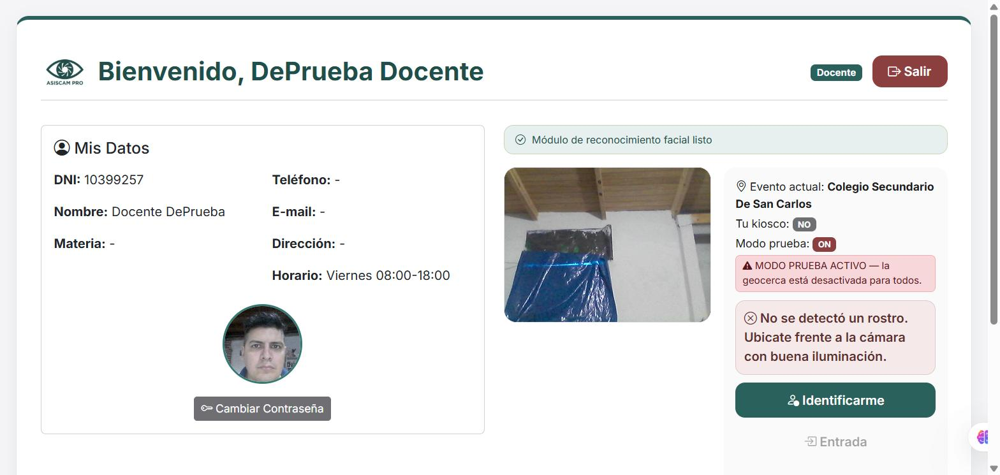 ASISCAM PRO
Bienvenido, DePrueba Docente
Docente
Salir
Mis Datos
DNI: 10399257
Teléfono: -
Nombre: Docente DePrueba
E-mail: -
Materia: -
Dirección: -
Horario: Viernes 08:00-18:00
Cambiar Contraseña
Módulo de reconocimiento facial listo
Evento actual: Colegio Secundario
De San Carlos
Tu kiosco: NO
Modo prueba: ON
MODO PRUEBA ACTIVO — la
geocerca está desactivada para todos.
No se detectó un rostro.
Ubicate frente a la cámara
con buena iluminación.
Identificarme
Entrada